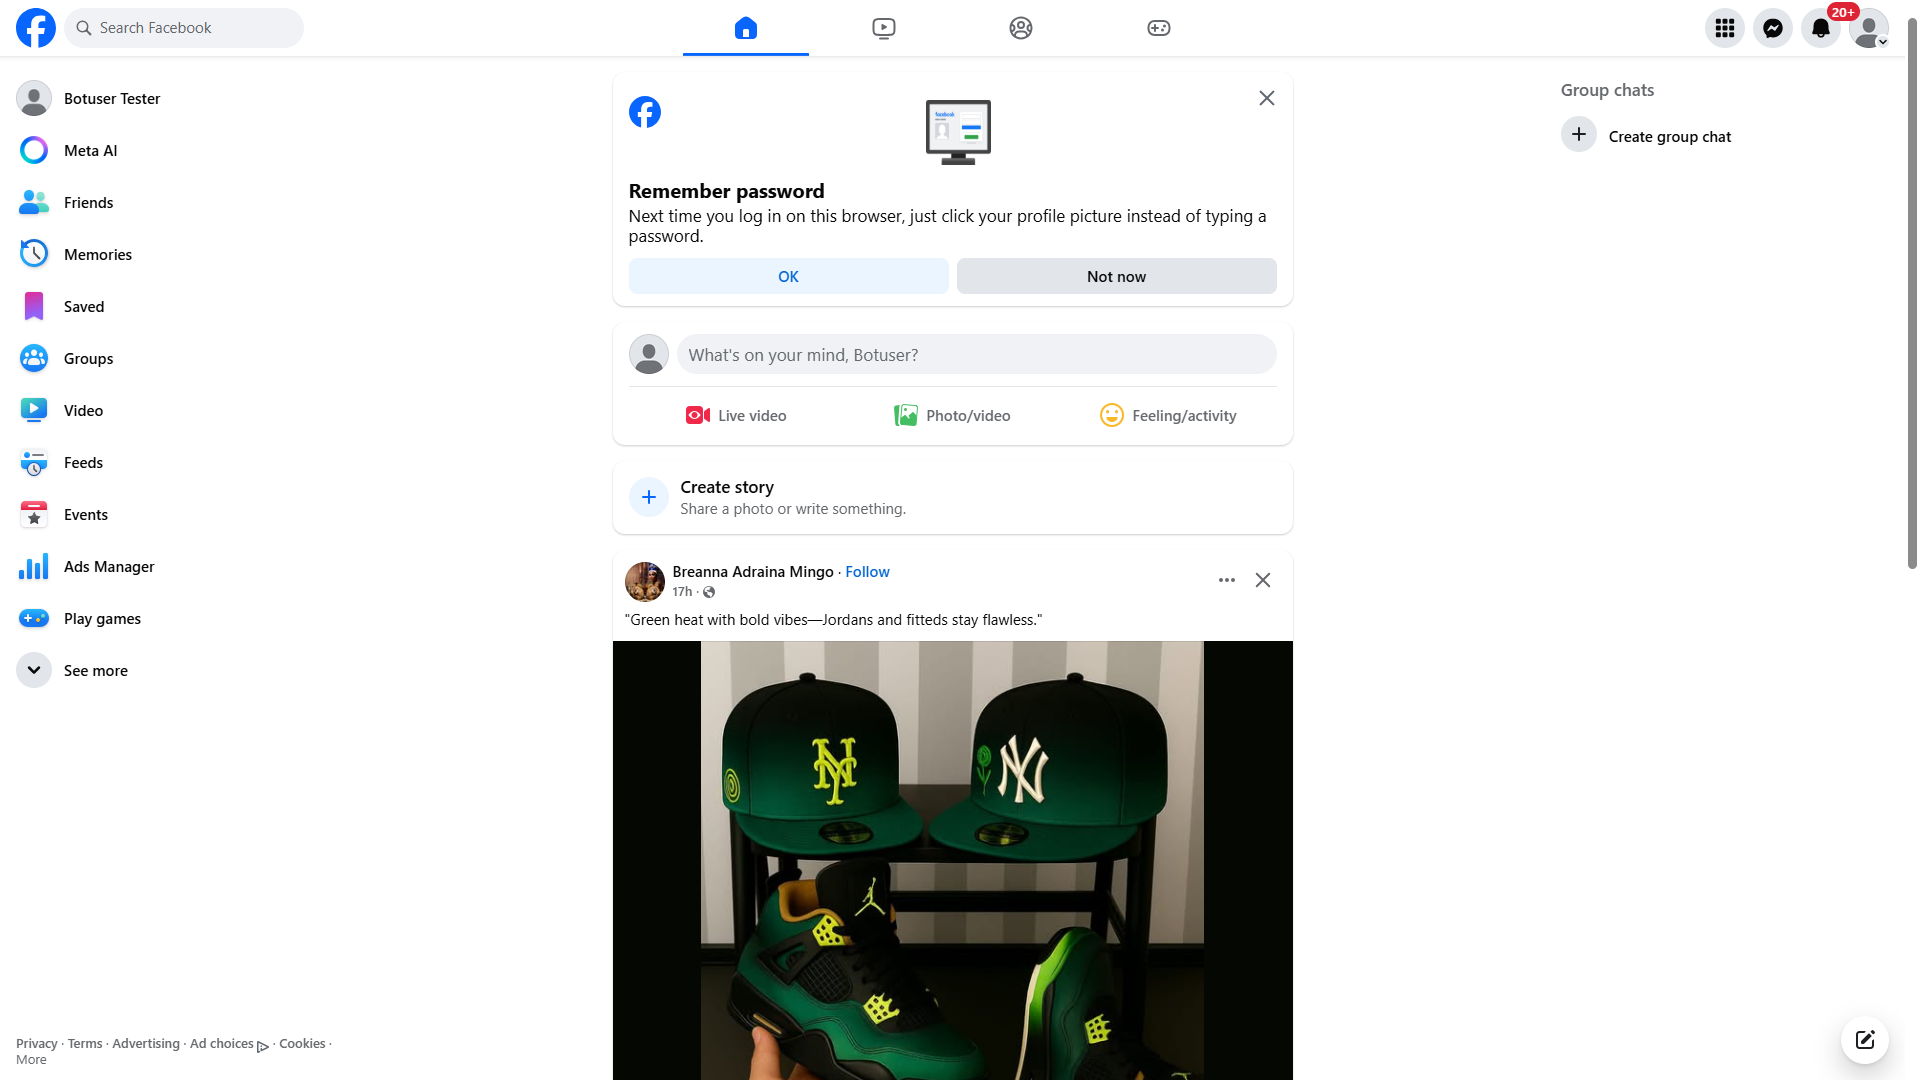 Search Facebook
20+
Botuser Tester
Meta AI
Friends
Memories
Saved
Groups
Video
Feeds
Events
Ads Manager
Play games
See more
Privacy · Terms · Advertising · Ad choices · Cookies ·
More
Remember password
Next time you log in on this browser, just click your profile picture instead of typing a
password.
OK
Not now
What's on your mind, Botuser?
Live video
Photo/video
Feeling/activity
Create story
Share a photo or write something.
Breanna Adraina Mingo · Follow
17h ·
"Green heat with bold vibes—Jordans and fitteds stay flawless."
NY
NY
Group chats
Create group chat